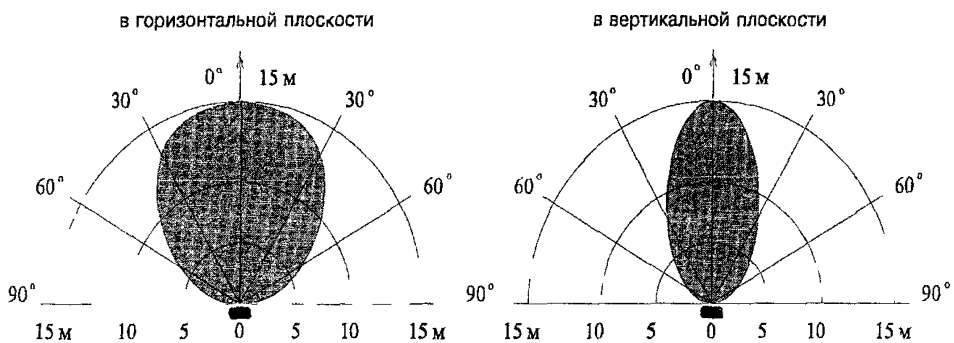 в горизонтальной плоскости
0° 15 м
30° 30°
60° 60°
90°
15 м 10 5 0 5 10 15 м
в вертикальной плоскости
0° 15 м
30° 30°
60° 60°
90° 90°
15 м 10 5 0 5 10 15 м